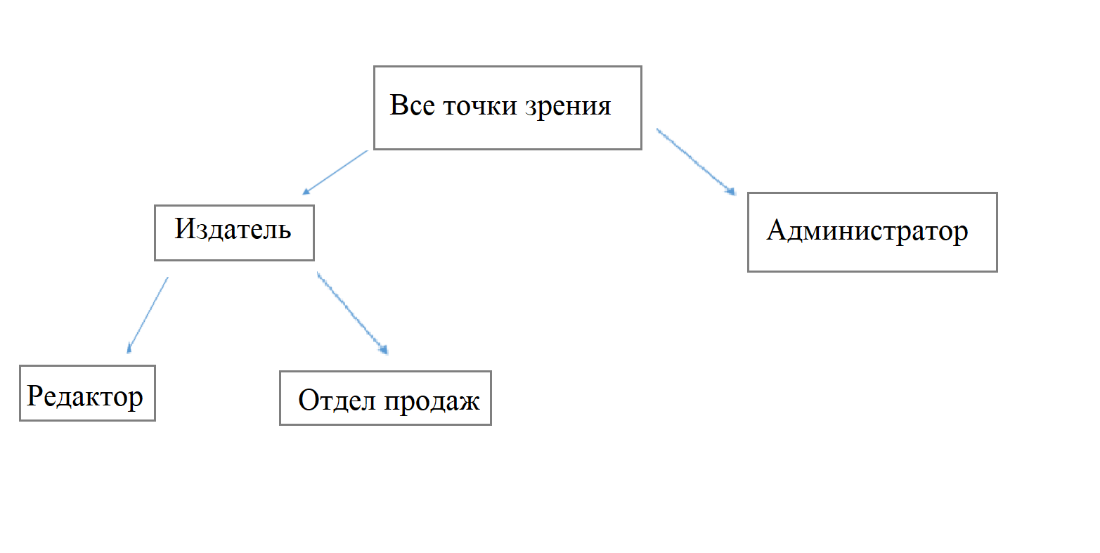 Все точки зрения
Издатель
Администратор
Редактор
Отдел продаж